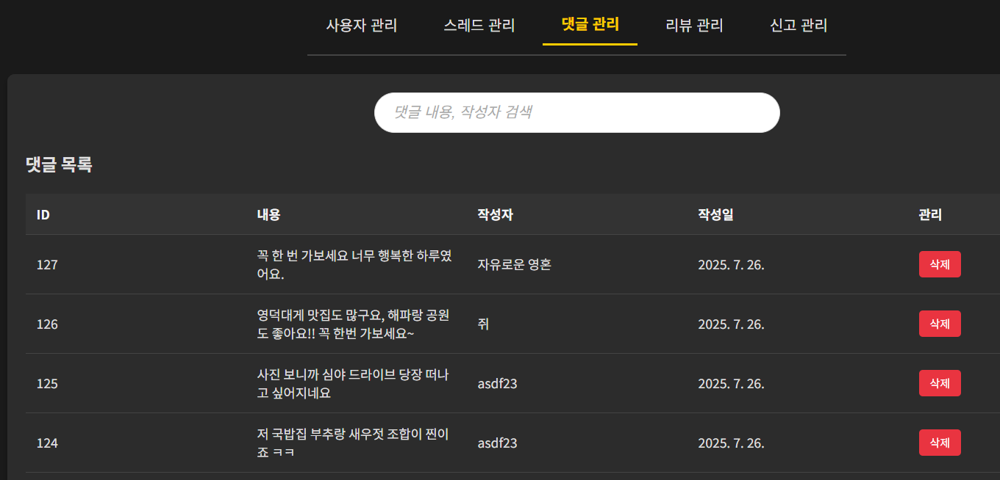 사용자 관리 스레드 관리 댓글 관리 리뷰 관리 신고 관리
댓글 내용, 작성자 검색
댓글 목록
ID 내용 작성자 작성일 관리
127 꼭 한 번 가보세요 너무 행복한 하루였 자유로운 영혼 2025. 7. 26. 삭제
어요.
126 영덕대게 맛집도 많구요, 해파랑 공원 쥐 2025. 7. 26. 삭제
도 좋아요!! 꼭 한번 가보세요~
125 사진 보니까 심야 드라이브 당장 떠나 asdf23 2025. 7. 26. 삭제
고 싶어지네요
124 저 국밥집 부추랑 새우젓 조합이 찐이 asdf23 2025. 7. 26. 삭제
죠 ㅋㅋ